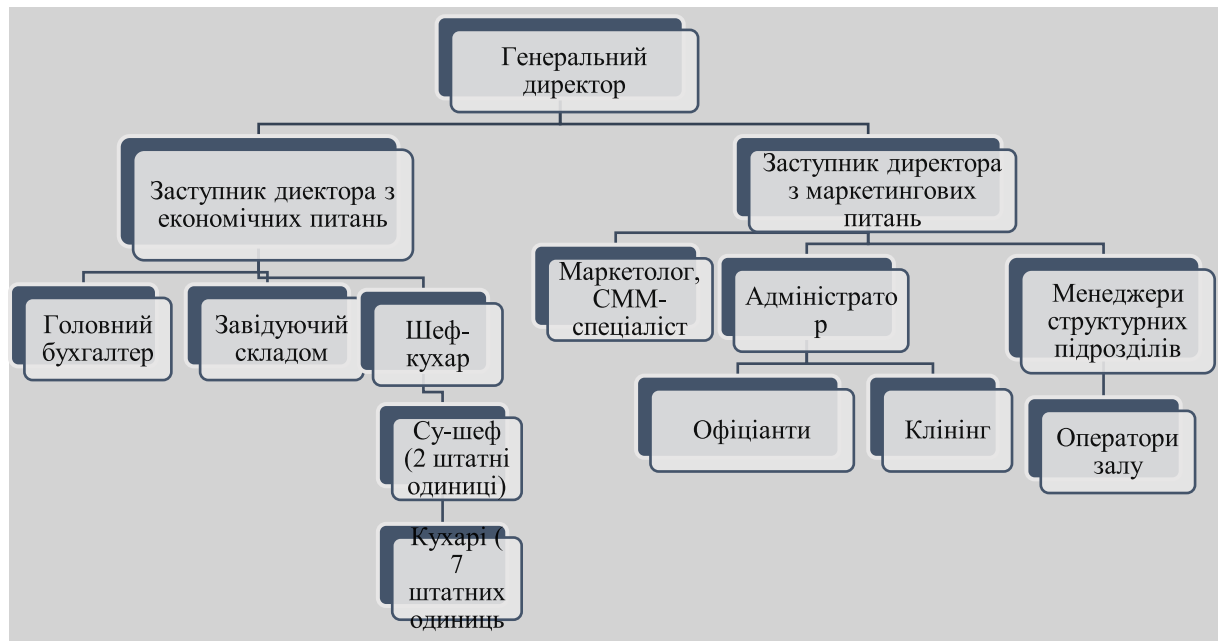 Генеральний
директор
Заступник диектора з
економічних питань
Заступник директора
з маркетингових
питань
Головний
бухгалтер
Завідуючий
складом
Шеф-
кухар
Маркетолог,
СММ-
спеціаліст
Адміністрато
р
Менеджери
структурних
підрозділів
Су-шеф
(2 штатні
одиниці)
Офіціанти
Клінінг
Оператори
залу
Кухарі (
7
штатних
одиниць